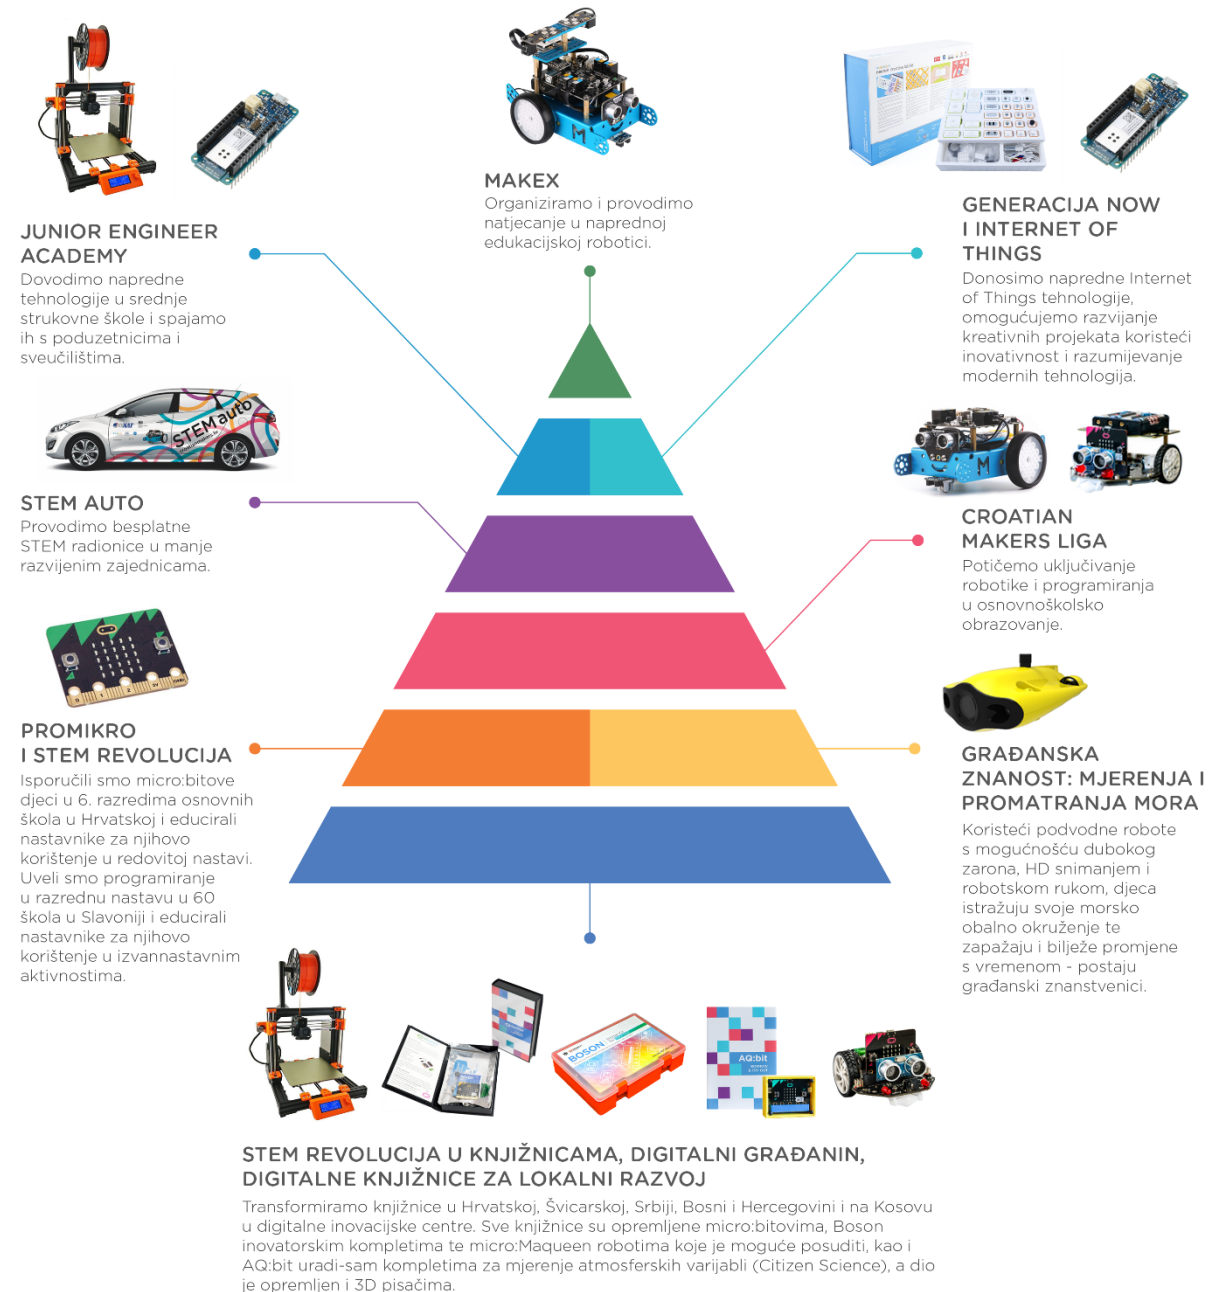 MAKEX
Organiziramo i provodimo
natjecanje u naprednoj
edukacijskoj robotici.
JUNIOR ENGINEER
ACADEMY
Dovodimo napredne
tehnologije u srednje
strukovne škole i spajamo
ih s poduzetnicima i
sveučilištima.
GENERACIJA NOW
I INTERNET OF
THINGS
Donosimo napredne Internet
of Things tehnologije,
omogućujemo razvijanje
kreativnih projekata koristeći
inovativnost i razumijevanje
modernih tehnologija.
STEM auto
STEM AUTO
Provodimo besplatne
STEM radionice u manje
razvijenim zajednicama.
CROATIAN
MAKERS LIGA
Potičemo uključivanje
robotike i programiranja
u osnovnoškolsko
obrazovanje.
PROMIKRO
I STEM REVOLUCIJA
Isporučili smo micro:bitove
djeci u 6. razredima osnovnih
škola u Hrvatskoj i educirali
nastavnike za njihovo
korištenje u redovitoj nastavi.
Uveli smo programiranje
u razrednu nastavu u 60
škola u Slavoniji i educirali
nastavnike za njihovo
korištenje u izvannastavnim
aktivnostima.
GRAĐANSKA
ZNANOST: MJERENJA I
PROMATRANJA MORA
Koristeći podvodne robote
s mogućnošću dubokog
zarona, HD snimanjem i
robotskom rukom, djeca
istražuju svoje morsko
obalno okruženje te
zapažaju i bilježe promjene
s vremenom - postaju
građanski znanstvenici.
BOSON
AQ:bit
STEM REVOLUCIJA U KNJIŽNICAMA, DIGITALNI GRAĐANIN,
DIGITALNE KNJIŽNICE ZA LOKALNI RAZVOJ
Transformiramo knjižnice u Hrvatskoj, Švicarskoj, Srbiji, Bosni i Hercegovini i na Kosovu
u digitalne inovacijske centre. Sve knjižnice su opremljene micro:bitovima, Boson
inovatorskim kompletima te micro:Maqueen robotima koje je moguće posuditi, kao i
AQ:bit uradi-sam kompletima za mjerenje atmosferskih varijabli (Citizen Science), a dio
je opremljen i 3D pisačima.